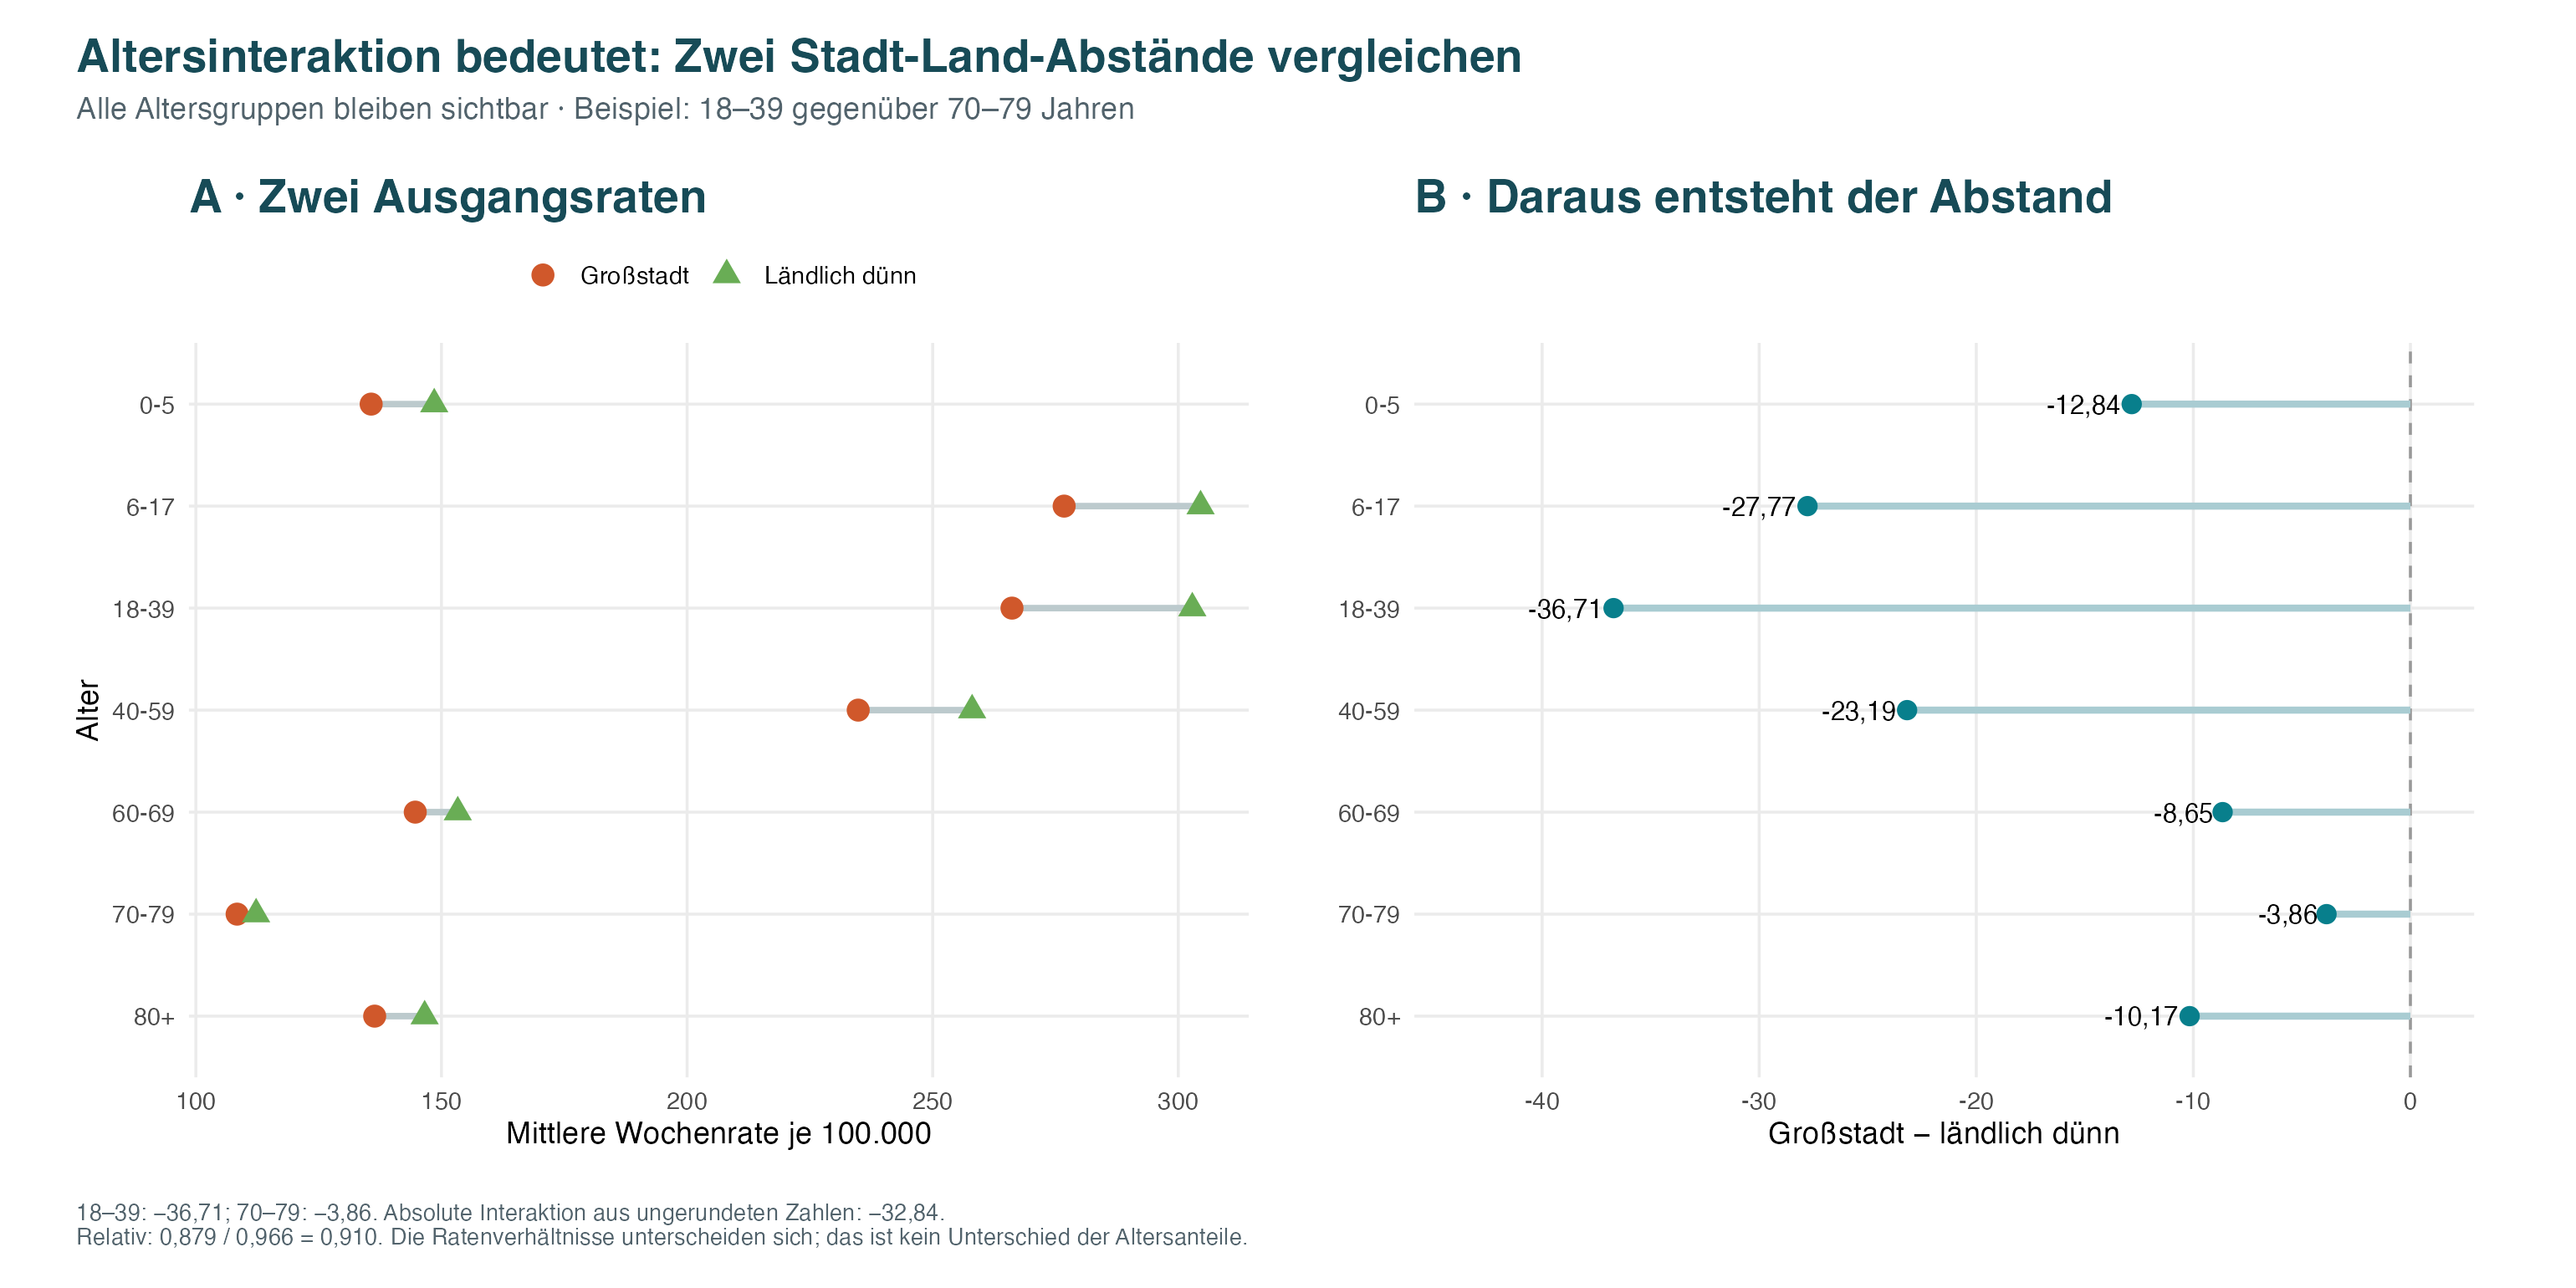 Altersinteraktion bedeutet: Zwei Stadt-Land-Abstände vergleichen
Alle Altersgruppen bleiben sichtbar · Beispiel: 18–39 gegenüber 70–79 Jahren
A · Zwei Ausgangsraten
Großstadt
Ländlich dünn
Alter
0-5
6-17
18-39
40-59
60-69
70-79
80+
100
150
200
250
300
Mittlere Wochenrate je 100.000
B · Daraus entsteht der Abstand
0-5
-12,84
6-17
-27,77
18-39
-36,71
40-59
-23,19
60-69
-8,65
70-79
-3,86
80+
-10,17
-40
-30
-20
-10
0
Großstadt – ländlich dünn
18–39: −36,71; 70–79: −3,86. Absolute Interaktion aus ungerundeten Zahlen: −32,84.
Relativ: 0,879 / 0,966 = 0,910. Die Ratenverhältnisse unterscheiden sich; das ist kein Unterschied der Altersanteile.